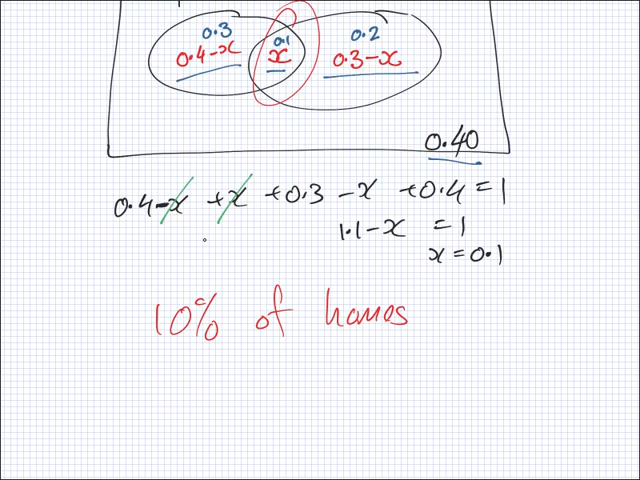 0.3 0.1 0.2
0.4-x x 0.3-x
0.40
0.4-x +x +0.3 -x +0.4 = 1
1.1-x = 1
x = 0.1
10% of homes